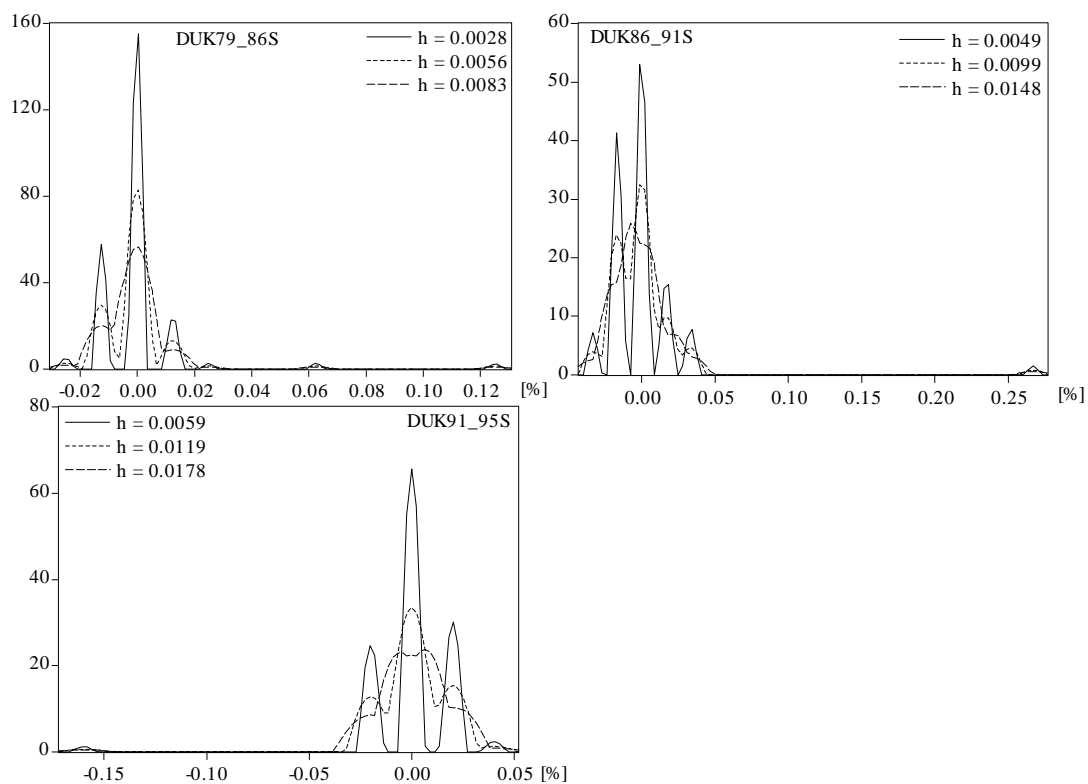 DUK79_86S
h = 0.0028
h = 0.0056
h = 0.0083
160
120
80
40
0
-0.02 0.00 0.02 0.04 0.06 0.08 0.10 0.12 [%]
DUK86_91S
h = 0.0049
h = 0.0099
h = 0.0148
60
50
40
30
20
10
0
0.00 0.05 0.10 0.15 0.20 0.25 [%]
DUK91_95S
h = 0.0059
h = 0.0119
h = 0.0178
80
60
40
20
0
-0.15 -0.10 -0.05 0.00 0.05 [%]